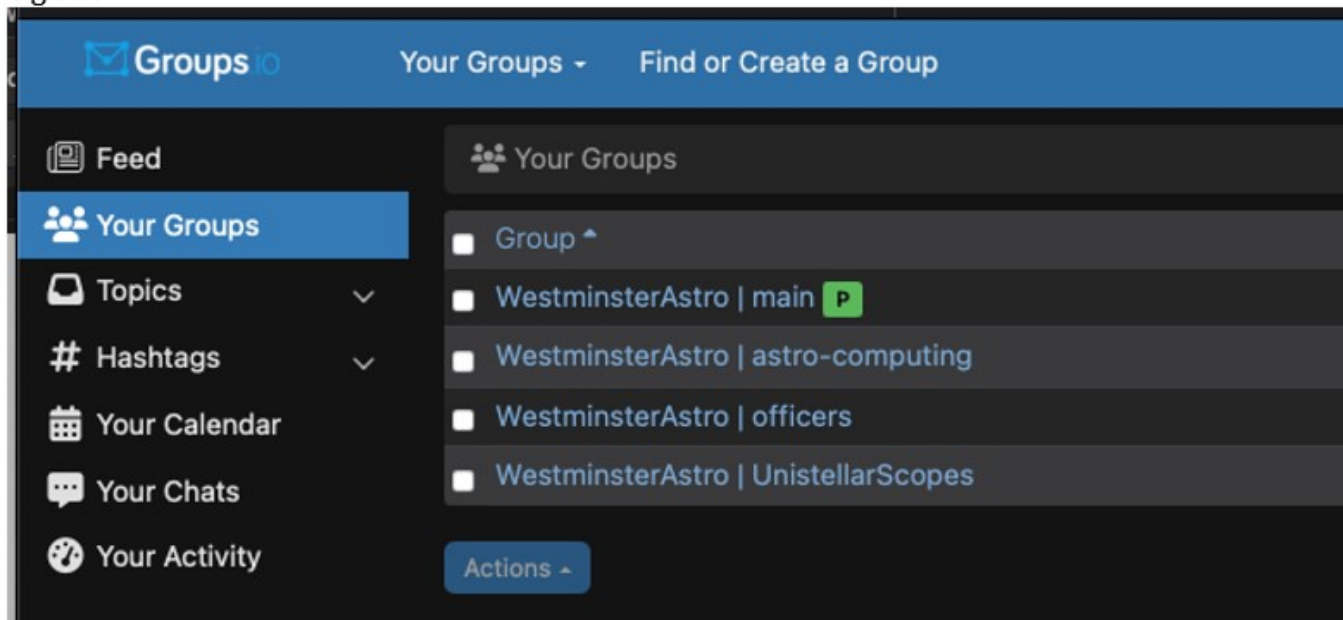 Groups.io
Your Groups
Find or Create a Group
Feed
Your Groups
Topics
# Hashtags
Your Calendar
Your Chats
Your Activity
Your Groups
Group
WestminsterAstro | main P
WestminsterAstro | astro-computing
WestminsterAstro | officers
WestminsterAstro | UnistellarScopes
Actions